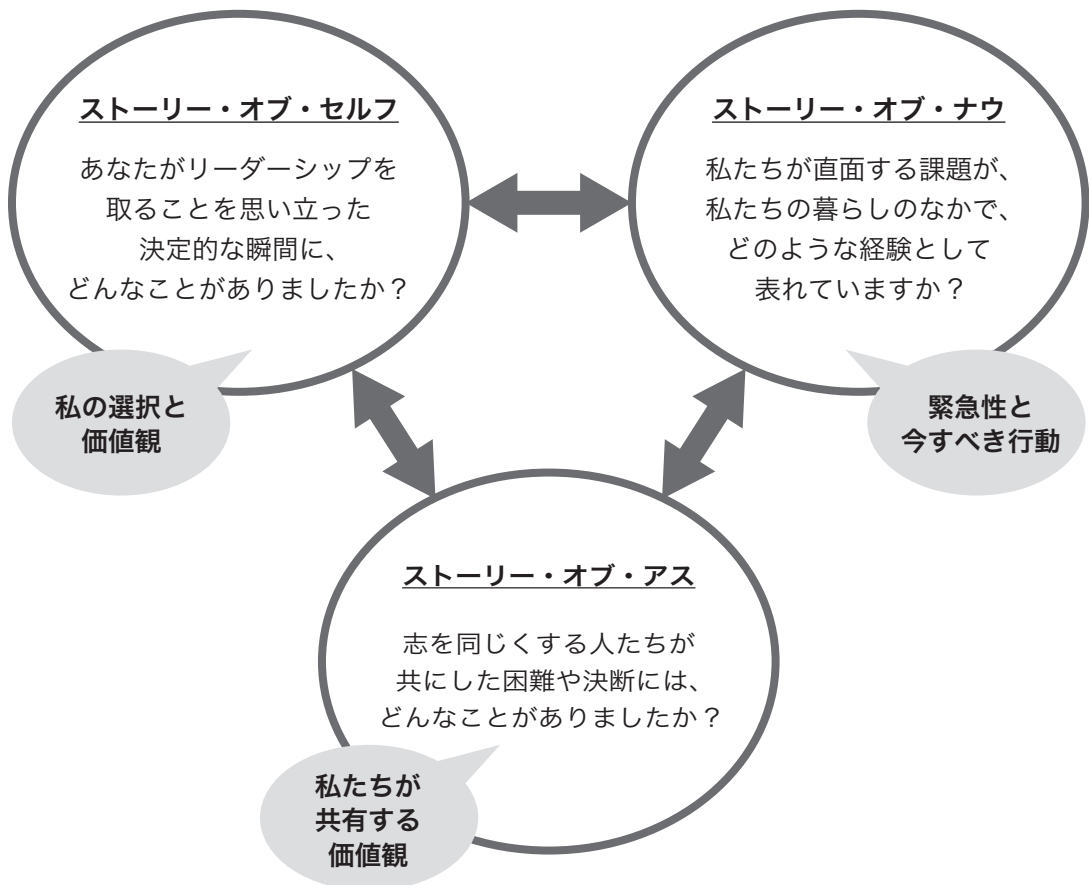 ストーリー・オブ・セルフ
あなたがリーダーシップを
取ることを思い立った
決定的な瞬間に、
どんなことがありましたか？
私の選択と
価値観
ストーリー・オブ・ナウ
私たちが直面する課題が、
私たちの暮らしのなかで、
どのような経験として
表れていますか？
緊急性と
今すべき行動
ストーリー・オブ・アス
志を同じくする人たちが
共にした困難や決断には、
どんなことがありましたか？
私たちが
共有する
価値観